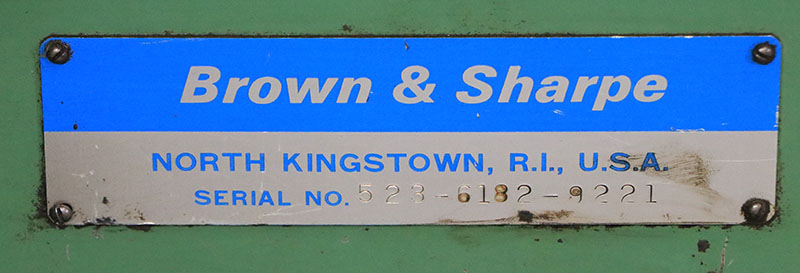 Brown & Sharpe
NORTH KINGSTOWN, R.I., U.S.A.
SERIAL NO. 523-6182-9221